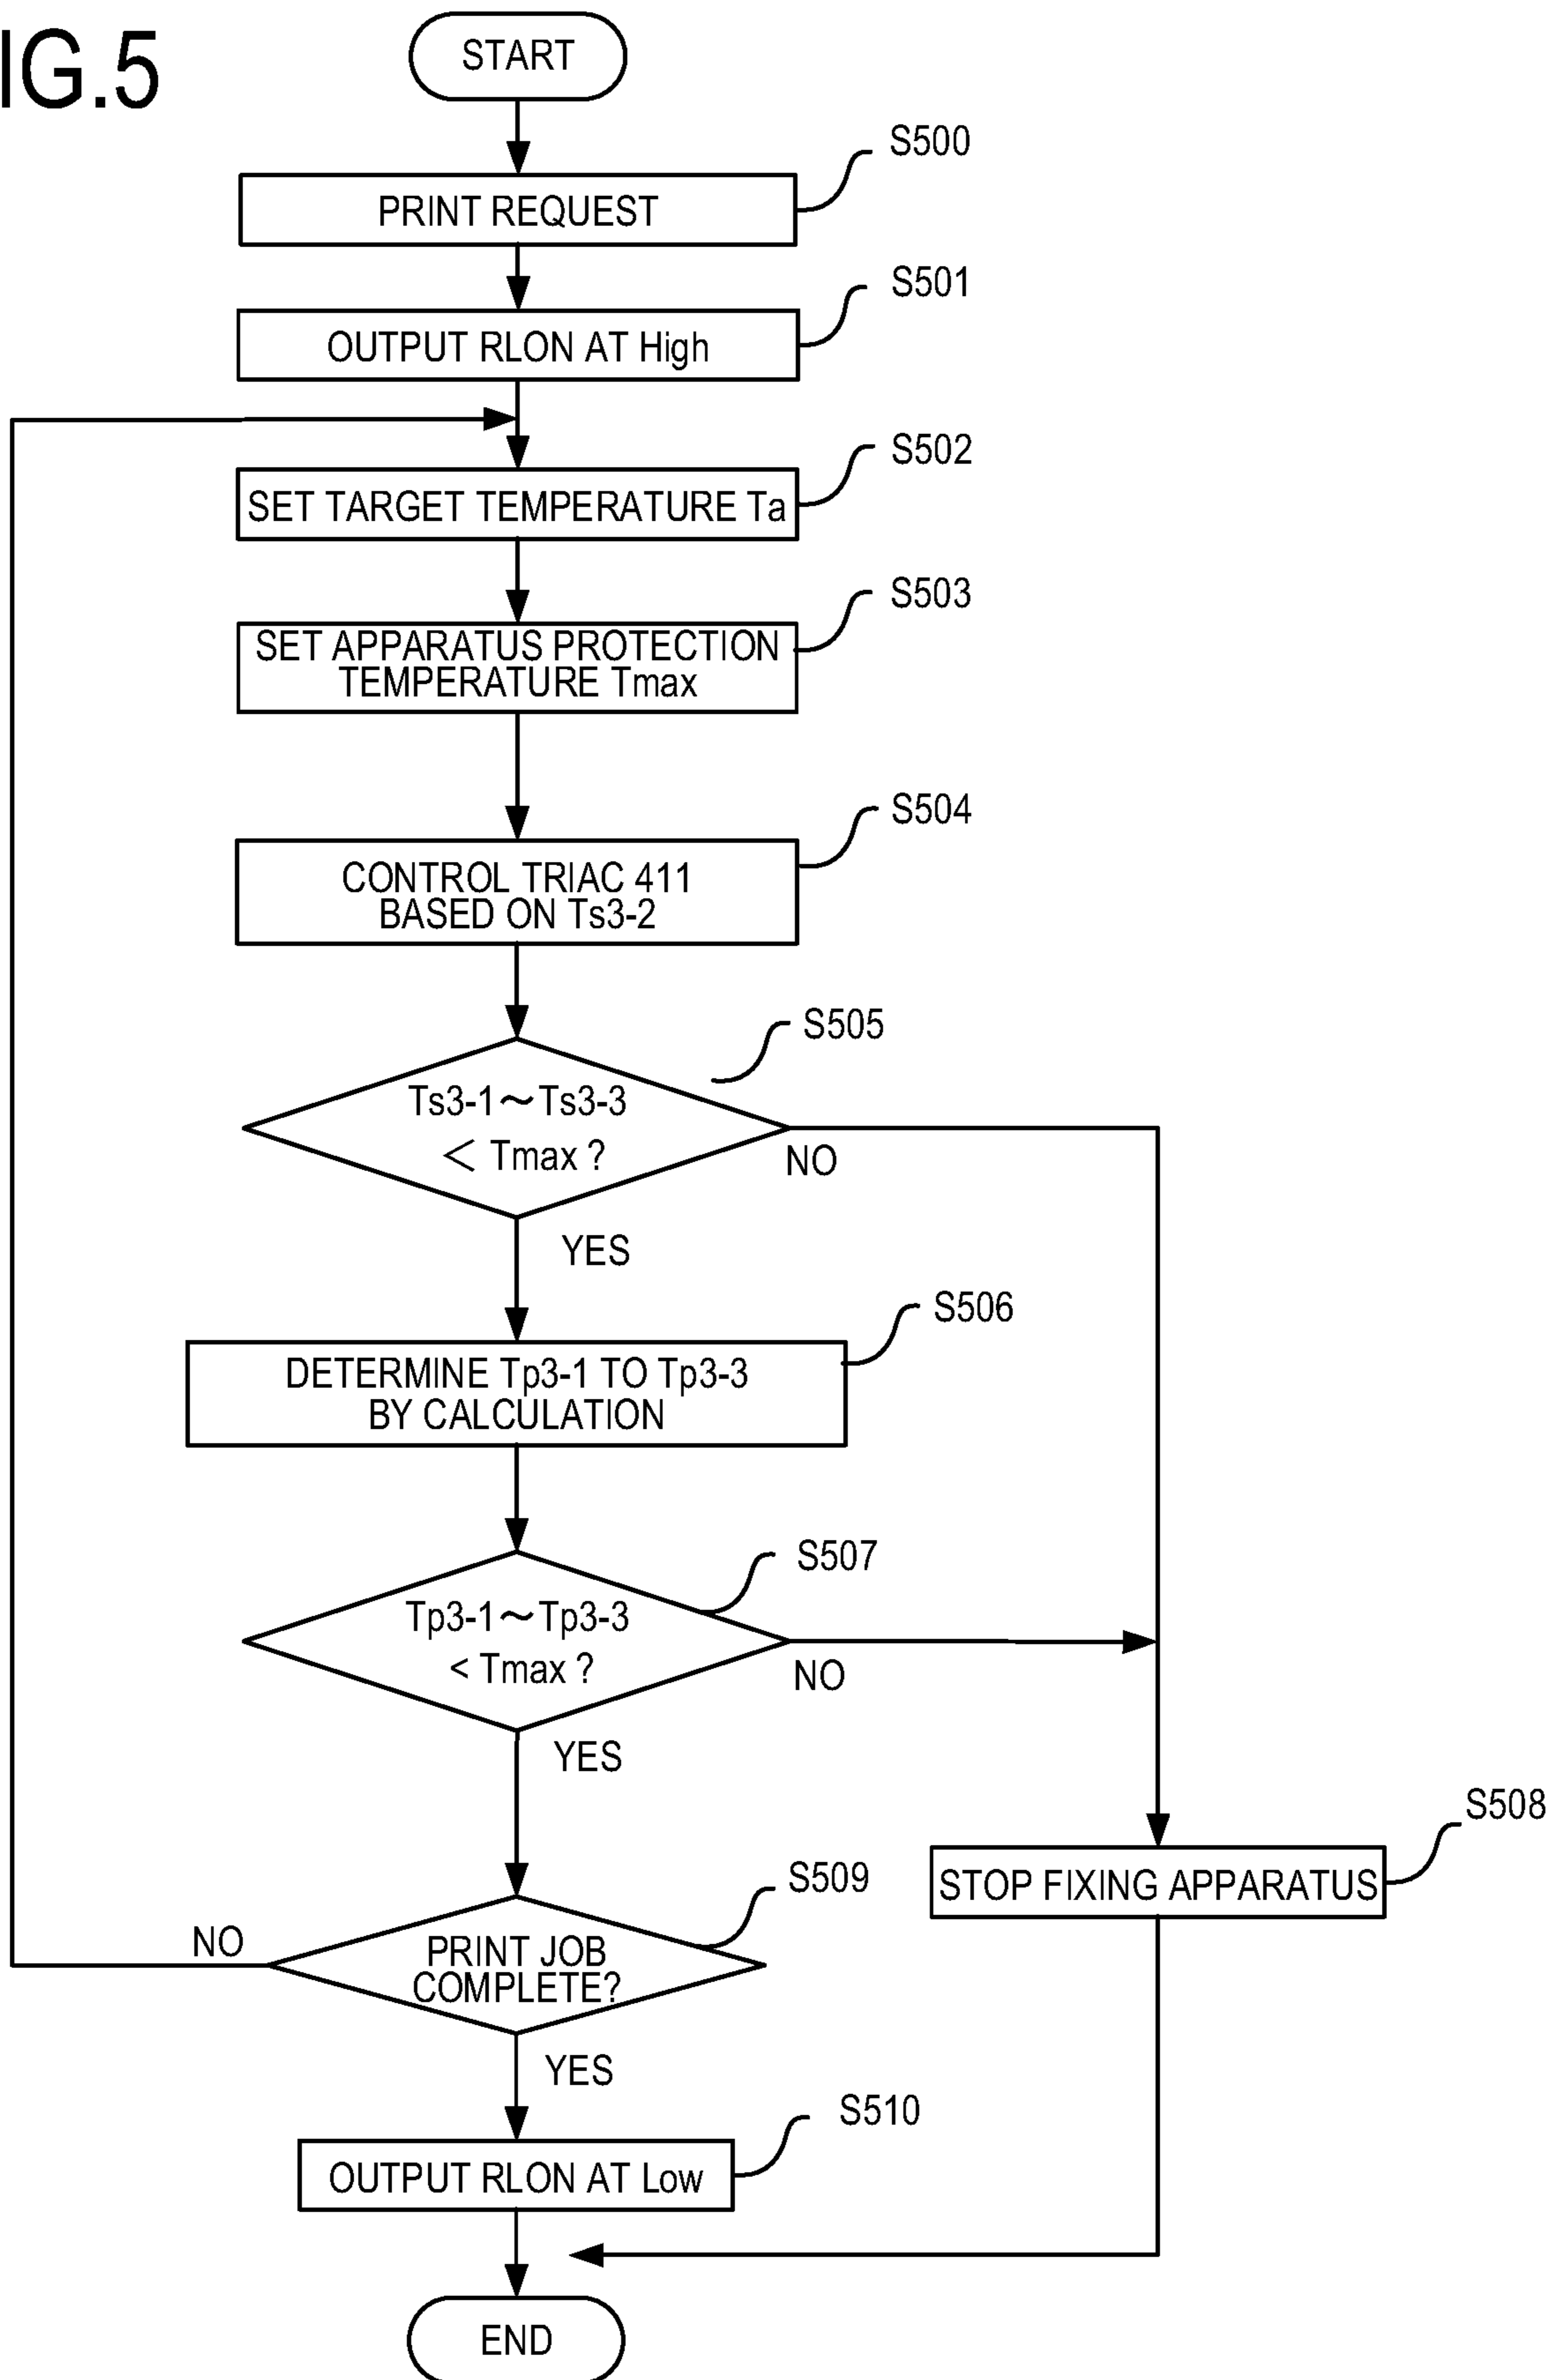 IG.5
START
S500
PRINT REQUEST
S501
OUTPUT RLON AT High
S502
SET TARGET TEMPERATURE Ta
S503
SET APPARATUS PROTECTION
TEMPERATURE Tmax
S504
CONTROL TRIAC 411
BASED ON Ts3-2
S505
Ts3-1～Ts3-3
＜ Tmax ?
NO
YES
S506
DETERMINE Tp3-1 TO Tp3-3
BY CALCULATION
S507
Tp3-1～Tp3-3
< Tmax ?
NO
YES
S508
STOP FIXING APPARATUS
S509
NO
PRINT JOB
COMPLETE?
YES
S510
OUTPUT RLON AT Low
END